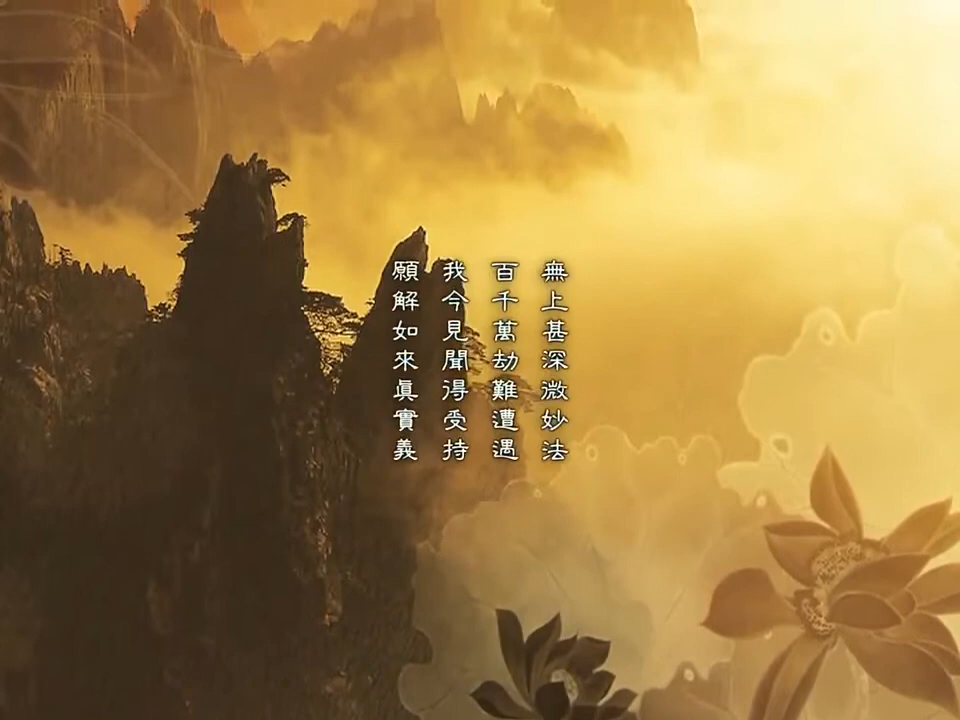 無上甚深微妙法
百千萬劫難遭遇
我今見聞得受持
願解如來眞實義